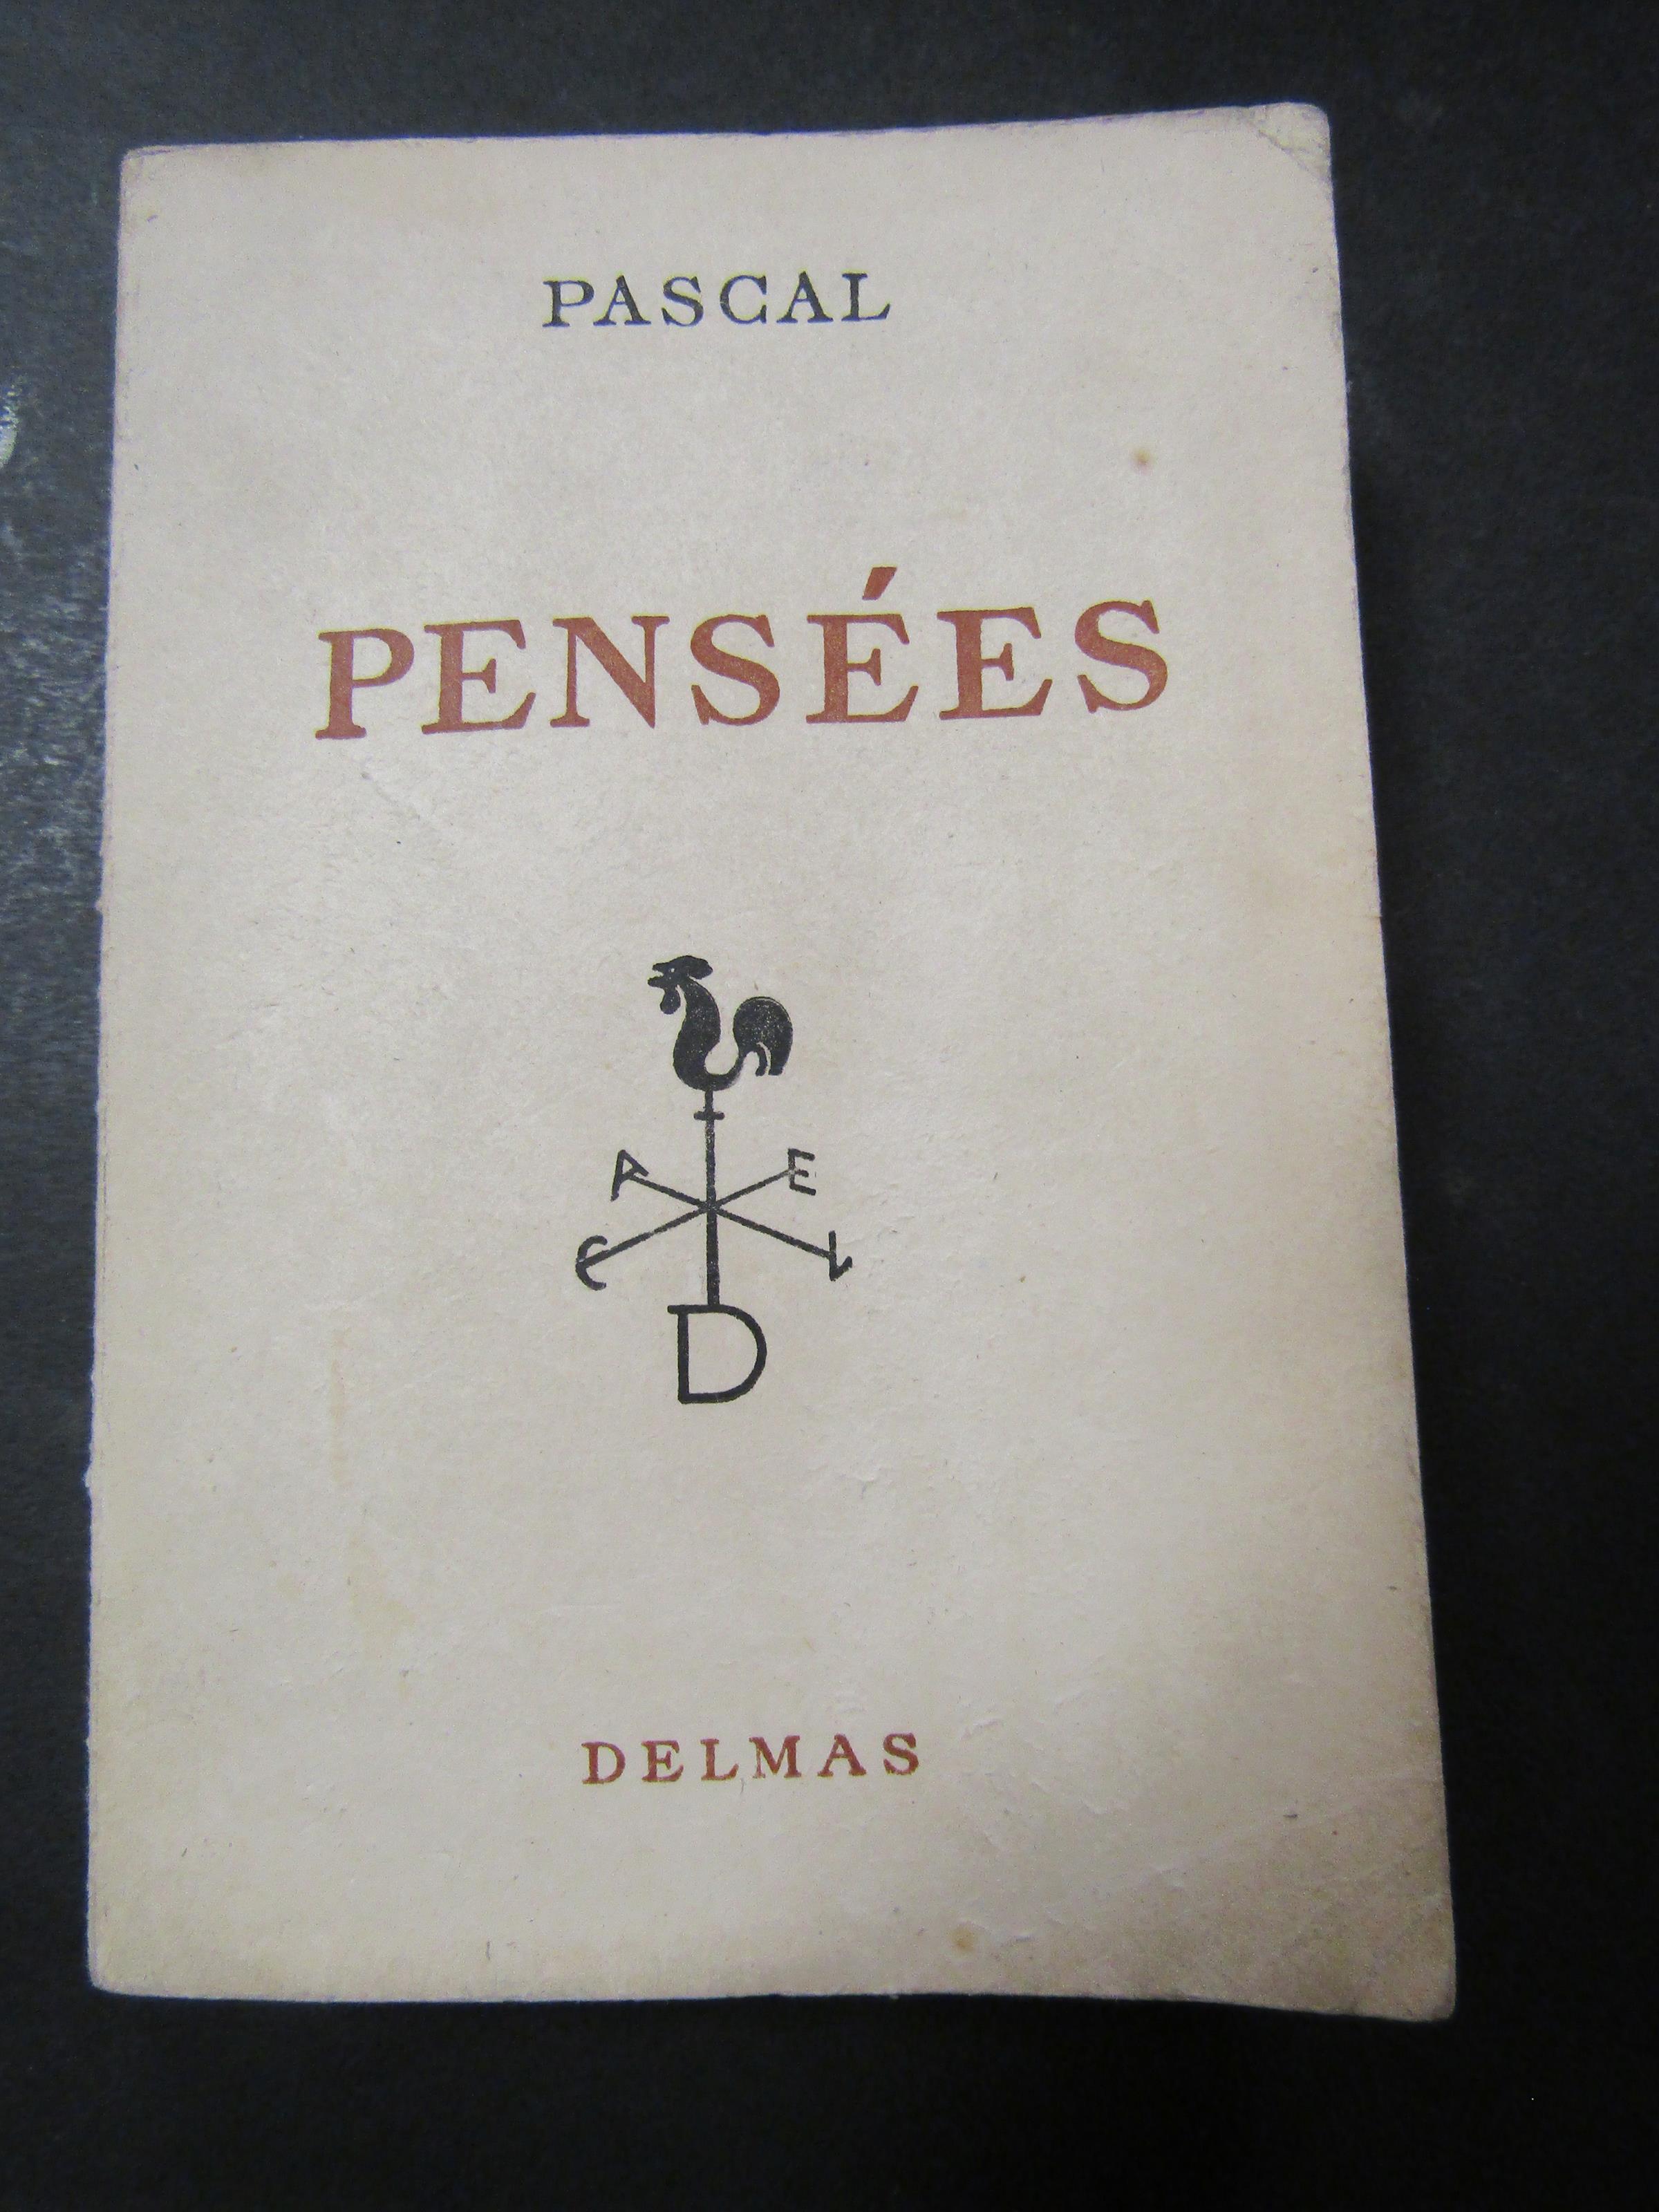 PASCAL
PENSÉES
R E
C L
D
DELMAS